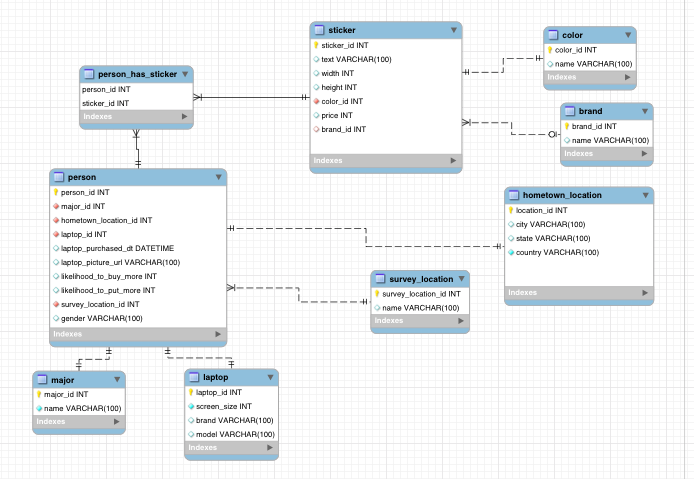 sticker
sticker_id INT
text VARCHAR(100)
width INT
height INT
color_id INT
price INT
brand_id INT
Indexes
color
color_id INT
name VARCHAR(100)
Indexes
person_has_sticker
person_id INT
sticker_id INT
Indexes
brand
brand_id INT
name VARCHAR(100)
Indexes
person
person_id INT
major_id INT
hometown_location_id INT
laptop_id INT
laptop_purchased_dt DATETIME
laptop_picture_url VARCHAR(100)
likelihood_to_buy_more INT
likelihood_to_put_more INT
survey_location_id INT
gender VARCHAR(100)
Indexes
hometown_location
location_id INT
city VARCHAR(100)
state VARCHAR(100)
country VARCHAR(100)
Indexes
survey_location
survey_location_id INT
name VARCHAR(100)
Indexes
major
major_id INT
name VARCHAR(100)
Indexes
laptop
laptop_id INT
screen_size INT
brand VARCHAR(100)
model VARCHAR(100)
Indexes